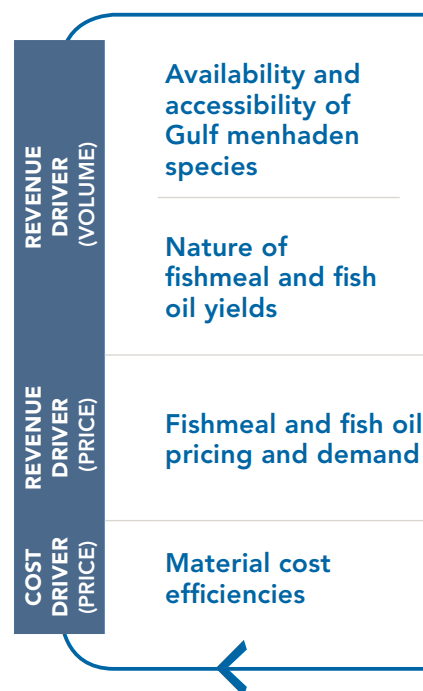 REVENUE
DRIVER
(VOLUME)
Availability and
accessibility of
Gulf menhaden
species
Nature of
fishmeal and fish
oil yields
REVENUE
DRIVER
(PRICE)
Fishmeal and fish oil
pricing and demand
COST
DRIVER
(PRICE)
Material cost
efficiencies